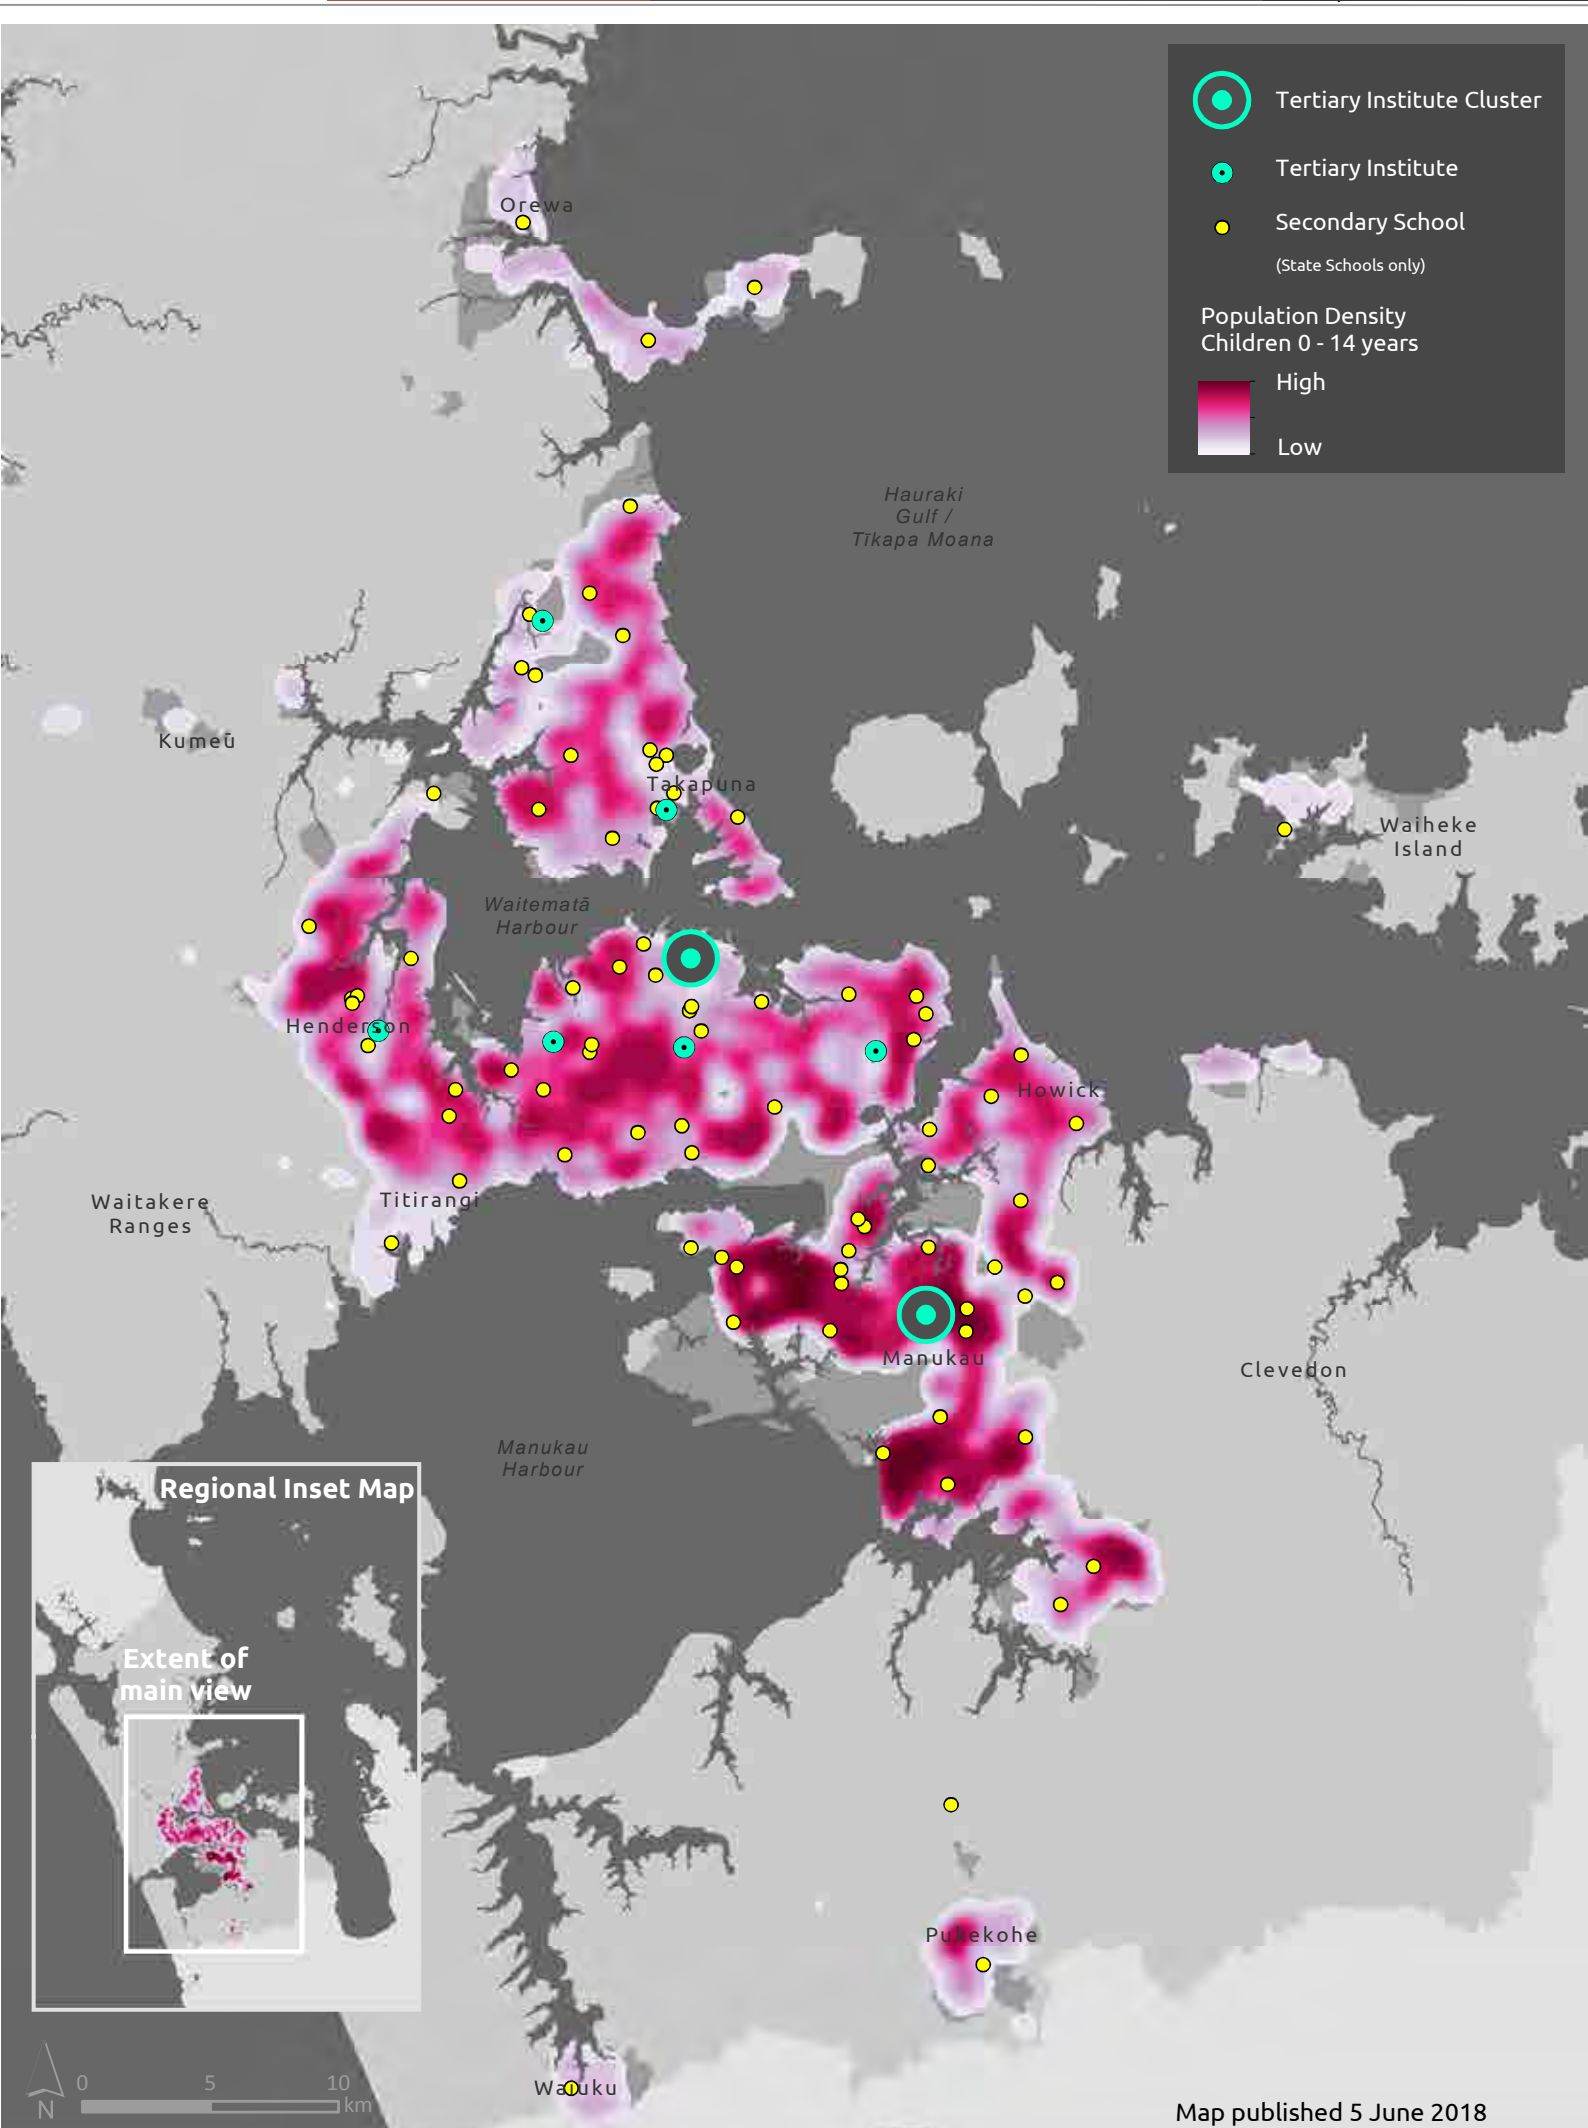 Tertiary Institute Cluster
Tertiary Institute
Secondary School
(State Schools only)
Population Density
Children 0 - 14 years
High
Low
Orewa
Hauraki
Gulf /
Tīkapa Moana
Kumeū
Takapuna
Waiheke
Island
Waitematā
Harbour
Henderson
Howick
Waitakere
Ranges
Titirangi
Manukau
Clevedon
Manukau
Harbour
Regional Inset Map
Extent of
main view
Pukekohe
Waiuku
0 5 10
km
N
Map published 5 June 2018